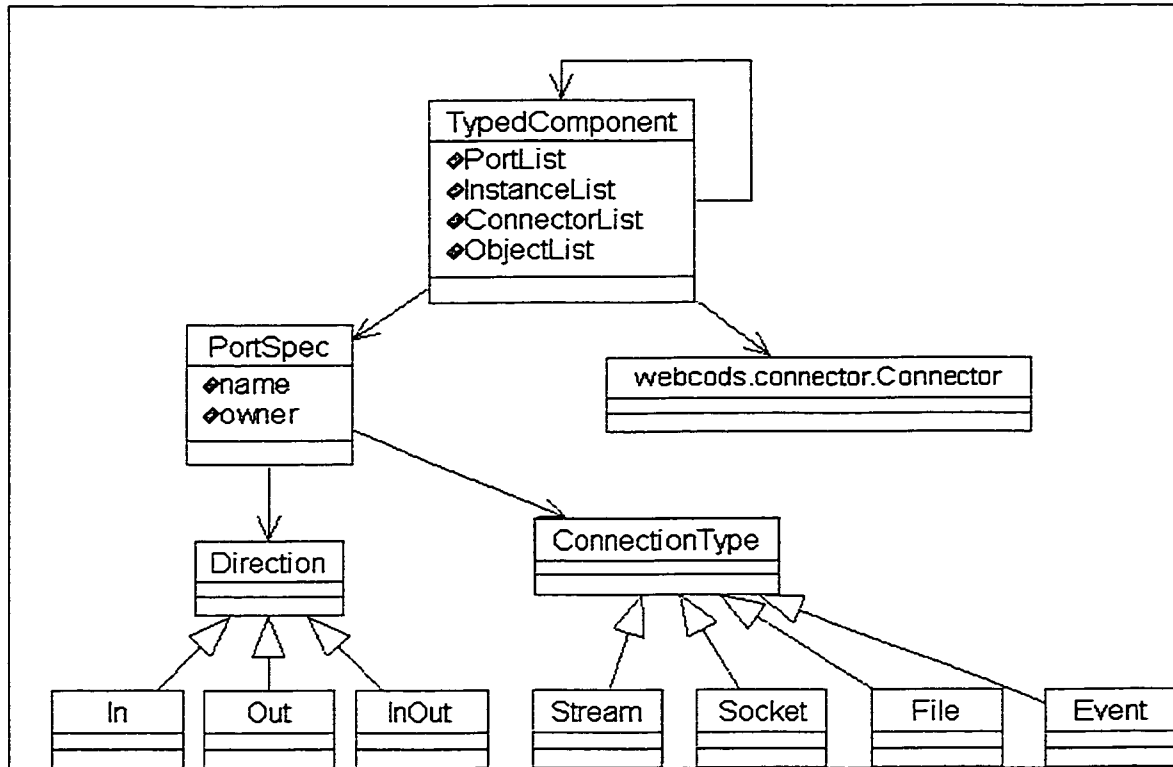 TypedComponent
PortList
InstanceList
ConnectorList
ObjectList
PortSpec
name
owner
webcods.connector.Connector
Direction
ConnectionType
In
Out
InOut
Stream
Socket
File
Event